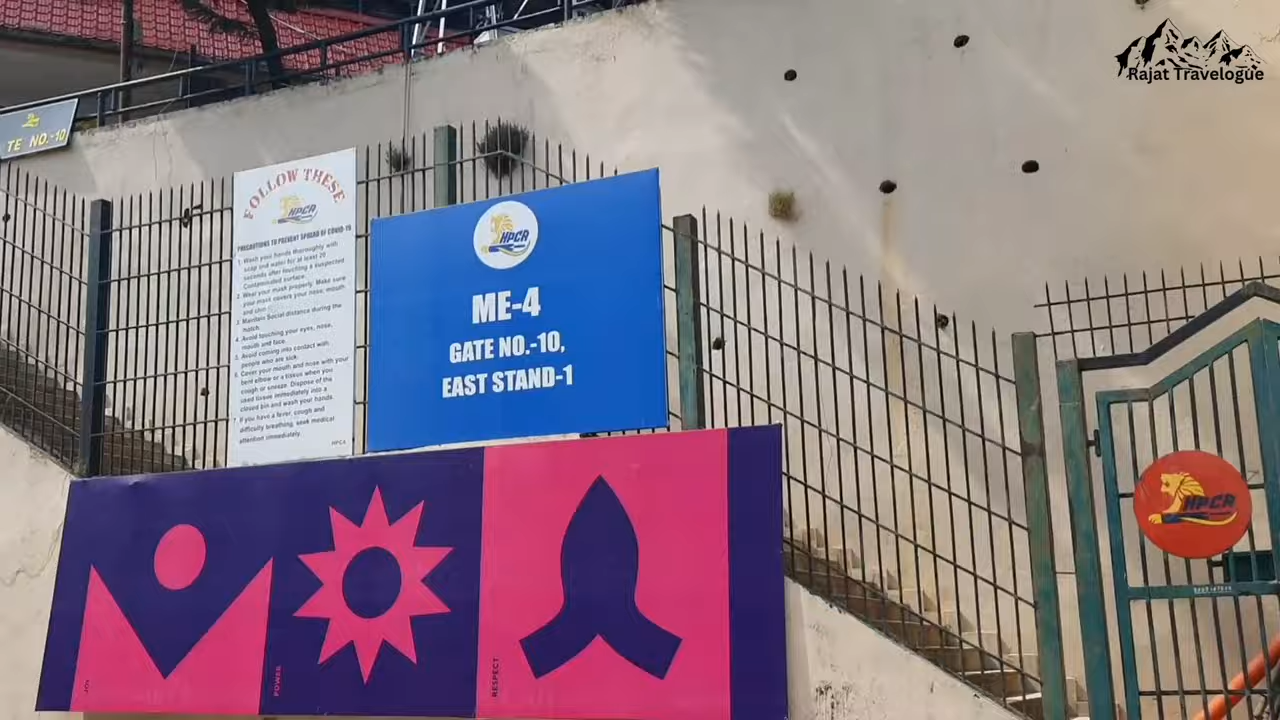 Rajat Travelogue
TE NO.-10
FOLLOW THESE
HPCA
PRECAUTIONS TO PREVENT SPREAD OF COVID-19
1. Wash your hands thoroughly with
soap and water for at least 20
seconds after touching a suspected
Contaminated surface.
2. Wear your mask properly. Make sure
your mask covers your nose, mouth
and chin
3. Maintain Social distance during the
match.
4. Avoid touching your eyes, nose,
mouth and face.
5. Avoid coming into contact with
people who are sick.
6. Cover your mouth and nose with your
bent elbow or a tissue when you
cough or sneeze. Dispose of the
used tissue immediately into a
closed bin and wash your hands.
7. If you have a fever, cough and
difficulty breathing, seek medical
attention immediately.
HPCA
HPCA
ME-4
GATE NO.-10,
EAST STAND-1
JOY
POWER
RESPECT
HPCA